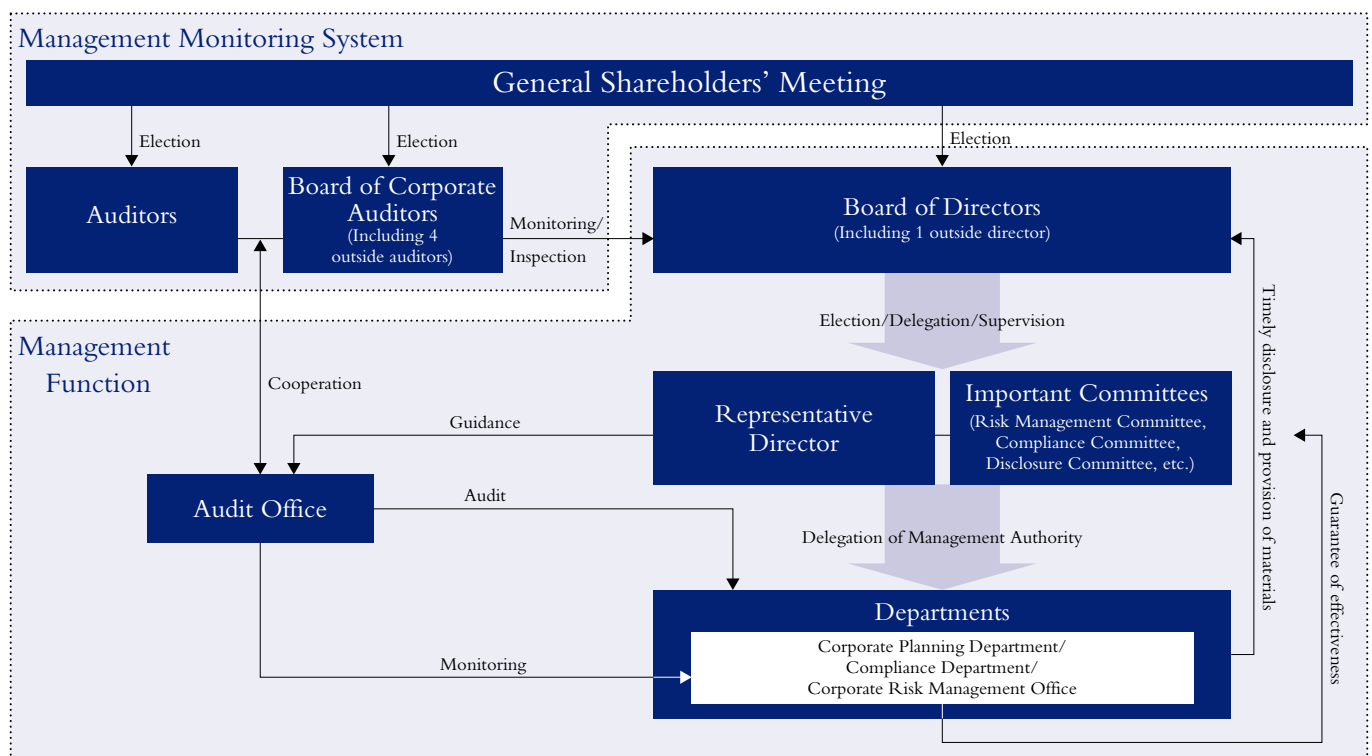 Management Monitoring System
General Shareholders’ Meeting
Election
Election
Election
Auditors
Board of Corporate
Auditors
(Including 4
outside auditors)
Monitoring/
Inspection
Board of Directors
(Including 1 outside director)
Election/Delegation/Supervision
Timely disclosure and provision of materials
Management
Function
Cooperation
Guidance
Representative
Director
Important Committees
(Risk Management Committee,
Compliance Committee,
Disclosure Committee, etc.)
Guarantee of effectiveness
Audit Office
Audit
Delegation of Management Authority
Departments
Corporate Planning Department/
Compliance Department/
Corporate Risk Management Office
Monitoring